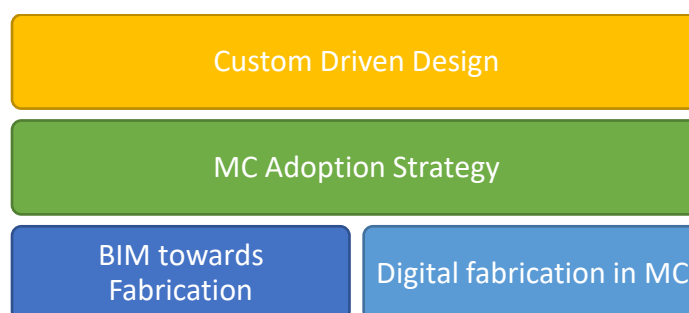 Custom Driven Design
MC Adoption Strategy
BIM towards
Fabrication
Digital fabrication in MC